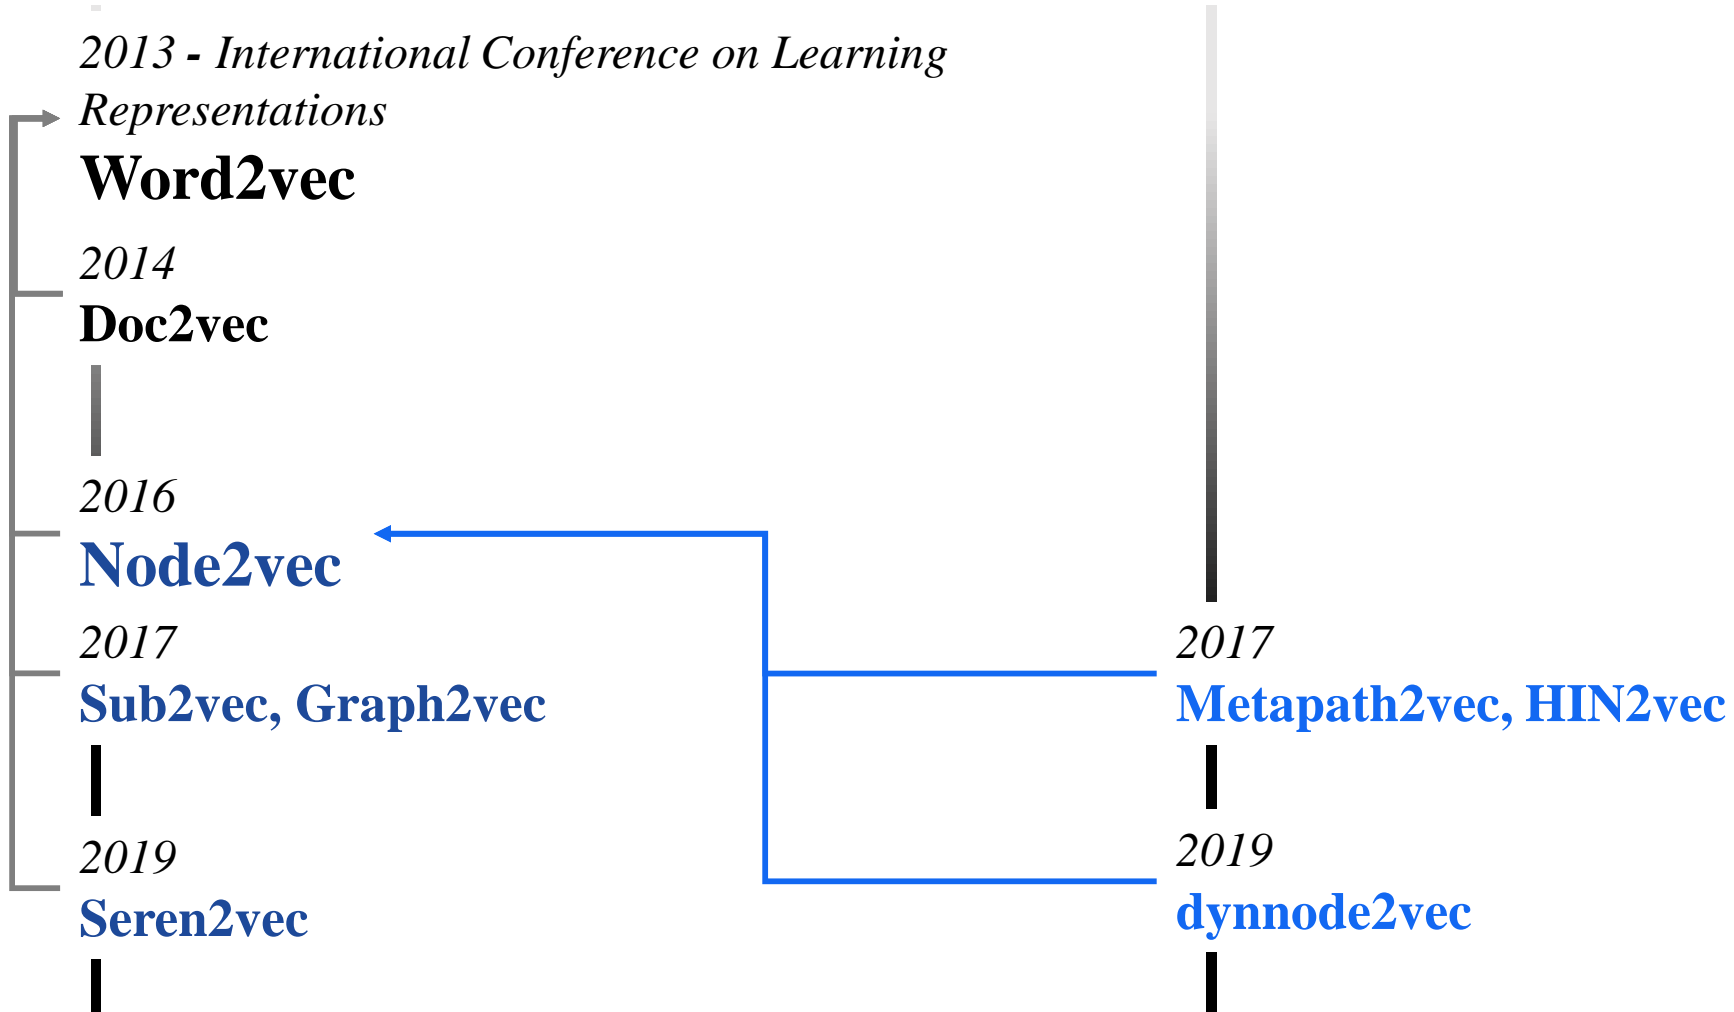 2013 - International Conference on Learning
Representations
Word2vec
2014
Doc2vec
2016
Node2vec
2017
Sub2vec, Graph2vec
2019
Seren2vec
2017
Metapath2vec, HIN2vec
2019
dynnode2vec